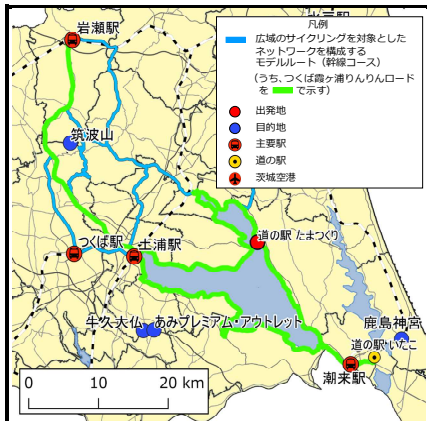 凡例
広域のサイクリングを対象とした
ネットワークを構成する
モデルルート（幹線コース）
（うち、つくば霞ヶ浦りんりんロード
を で示す）
出発地
目的地
主要駅
道の駅
茨城空港
岩瀬駅
筑波山
つくば駅
土浦駅
道の駅 たまつくり
牛久大仏
あみプレミアム・アウトレット
鹿島神宮
道の駅 いたこ
潮来駅
0 10 20 km